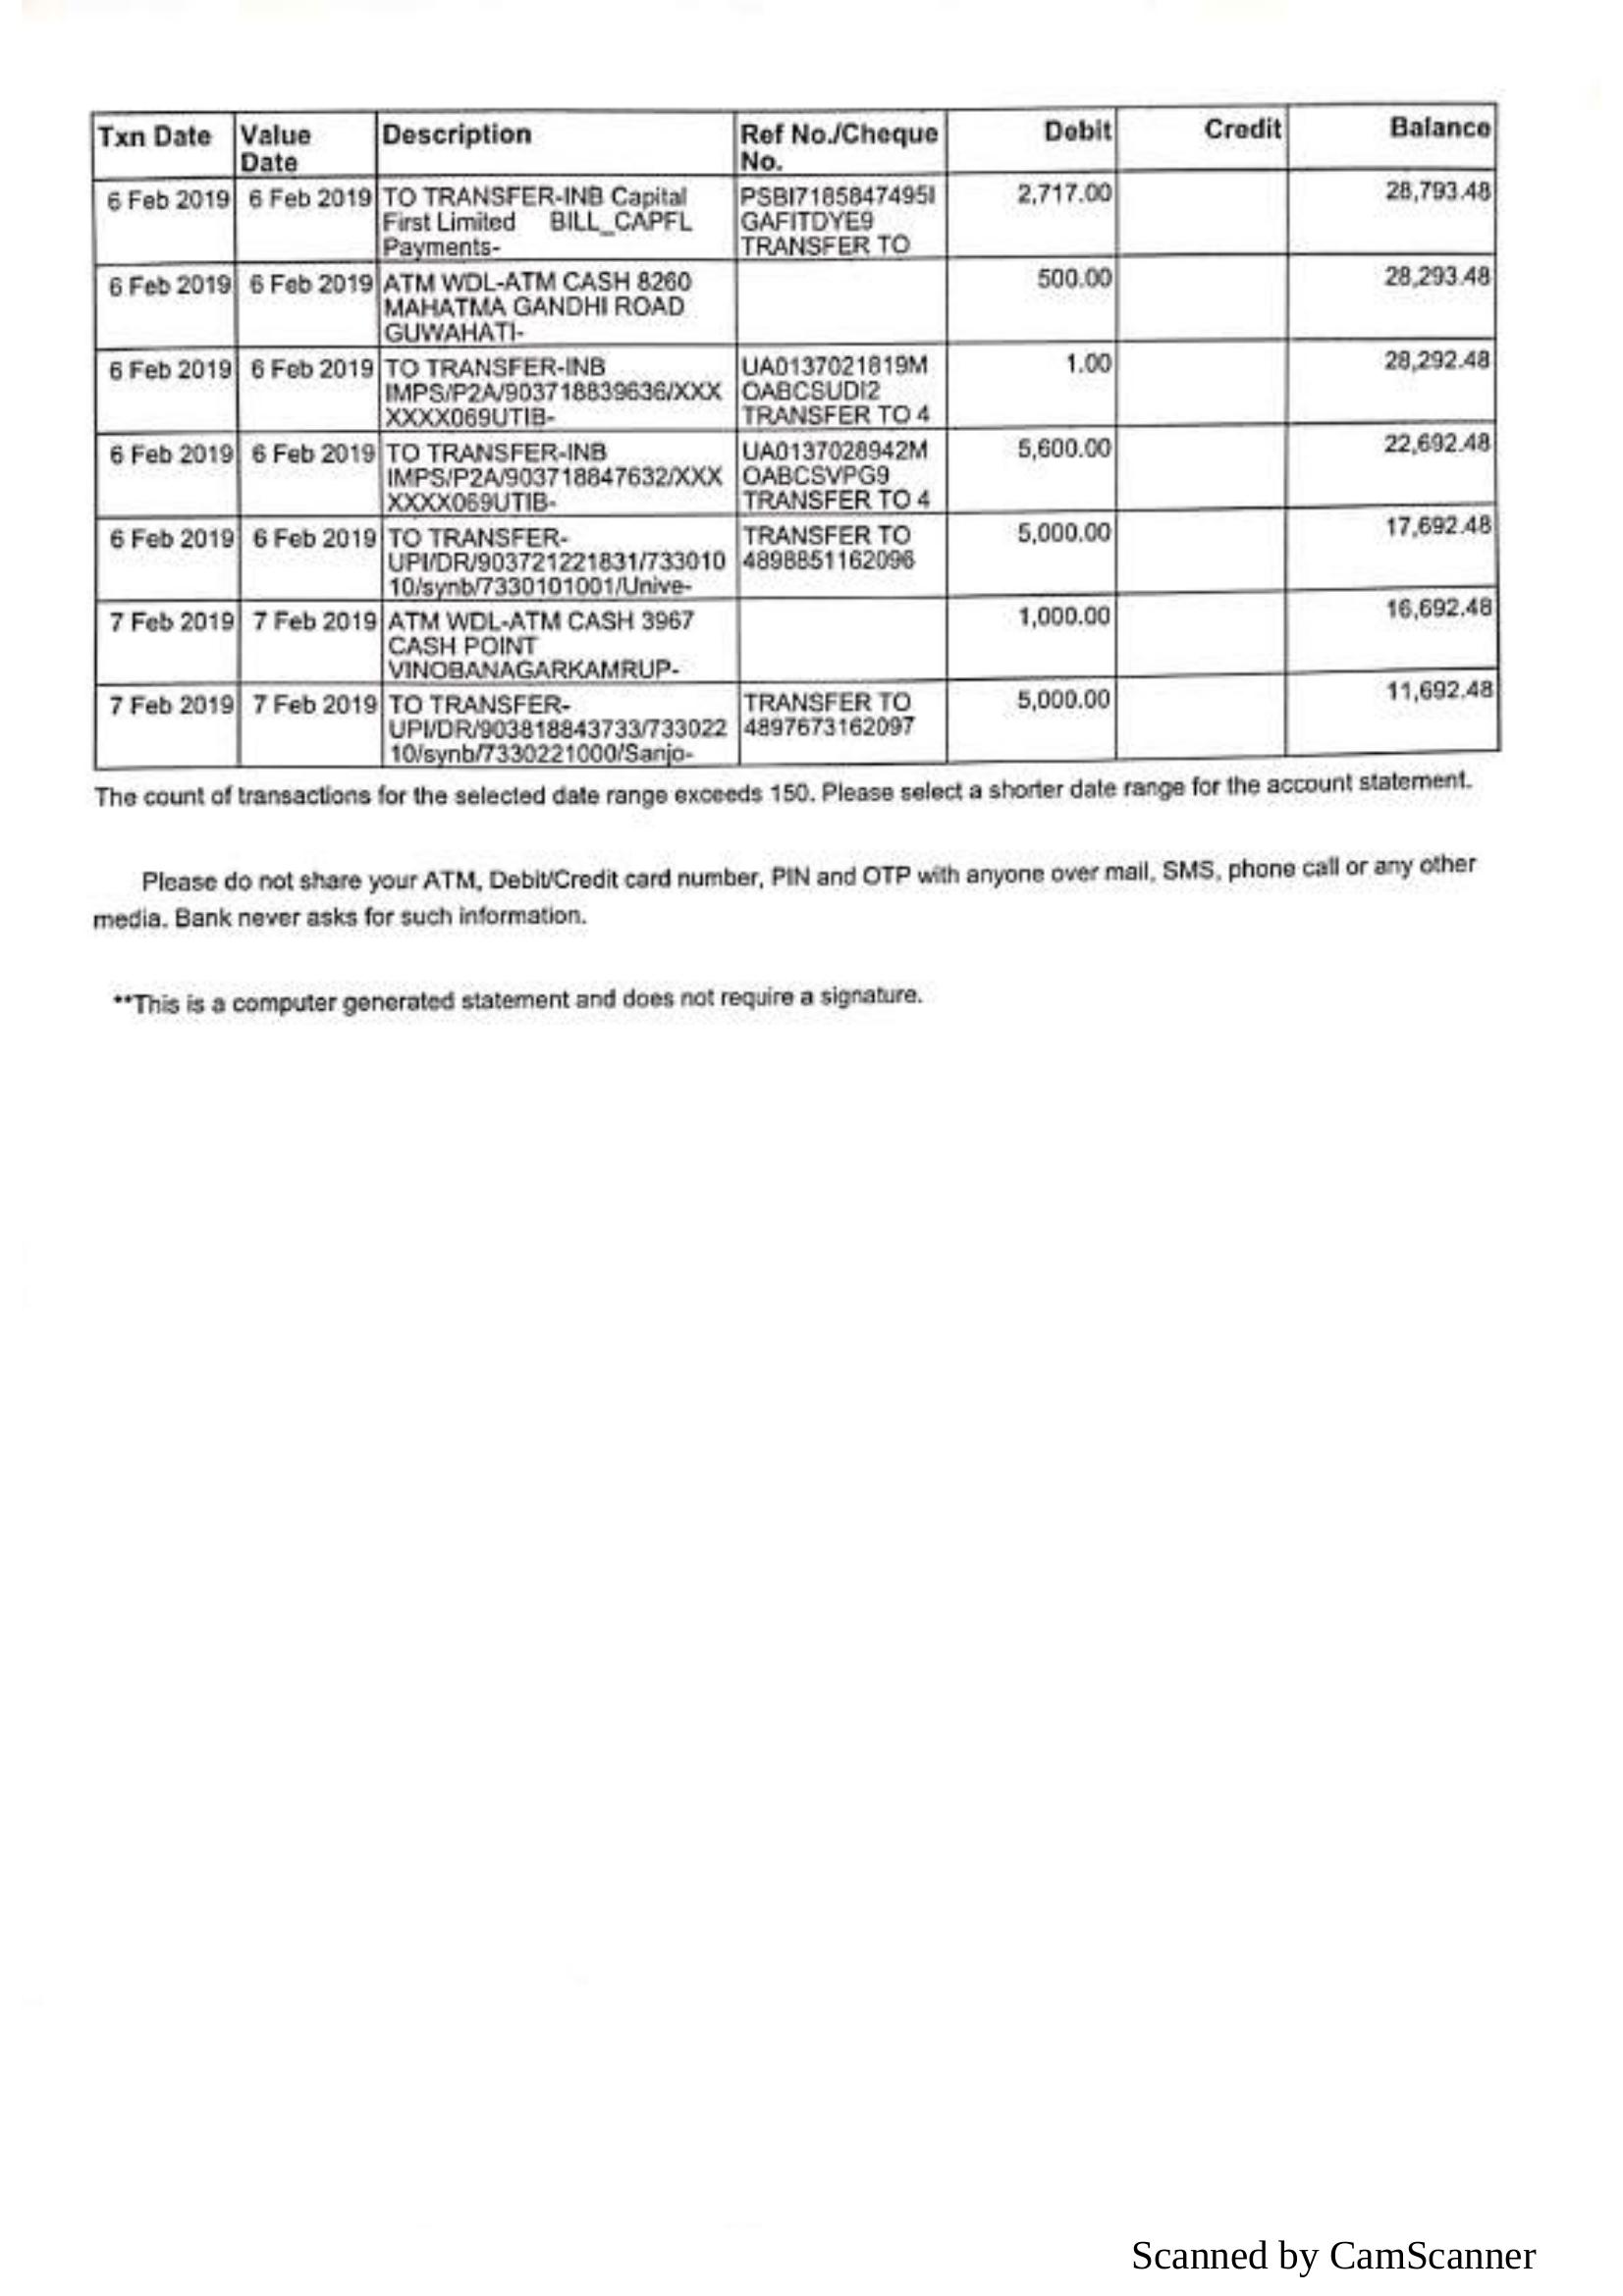 Txn Date Value Date Description Ref No./Cheque No. Debit Credit Balance
6 Feb 2019 6 Feb 2019 TO TRANSFER-INB Capital PSBI7185847495I 2,717.00 28,793.48
First Limited BILL_CAPFL GAFITDYE9
Payments- TRANSFER TO
6 Feb 2019 6 Feb 2019 ATM WDL-ATM CASH 8260 500.00 28,293.48
MAHATMA GANDHI ROAD
GUWAHATI-
6 Feb 2019 6 Feb 2019 TO TRANSFER-INB UA0137021819M 1.00 28,292.48
IMPS/P2A/903718839636/XXX OABCSUDI2
XXXX069UTIB- TRANSFER TO 4
6 Feb 2019 6 Feb 2019 TO TRANSFER-INB UA0137028942M 5,600.00 22,692.48
IMPS/P2A/903718847632/XXX OABCSVPG9
XXXX069UTIB- TRANSFER TO 4
6 Feb 2019 6 Feb 2019 TO TRANSFER- TRANSFER TO 5,000.00 17,692.48
UPI/DR/903721221831/733010 4898851162096
10/synb/7330101001/Unive-
7 Feb 2019 7 Feb 2019 ATM WDL-ATM CASH 3967 1,000.00 16,692.48
CASH POINT
VINOBANAGARKAMRUP-
7 Feb 2019 7 Feb 2019 TO TRANSFER- TRANSFER TO 5,000.00 11,692.48
UPI/DR/903818843733/733022 4897673162097
10/synb/7330221000/Sanjo-
The count of transactions for the selected date range exceeds 150. Please select a shorter date range for the account statement.
Please do not share your ATM, Debit/Credit card number, PIN and OTP with anyone over mail, SMS, phone call or any other
media. Bank never asks for such information.
**This is a computer generated statement and does not require a signature.
Scanned by CamScanner